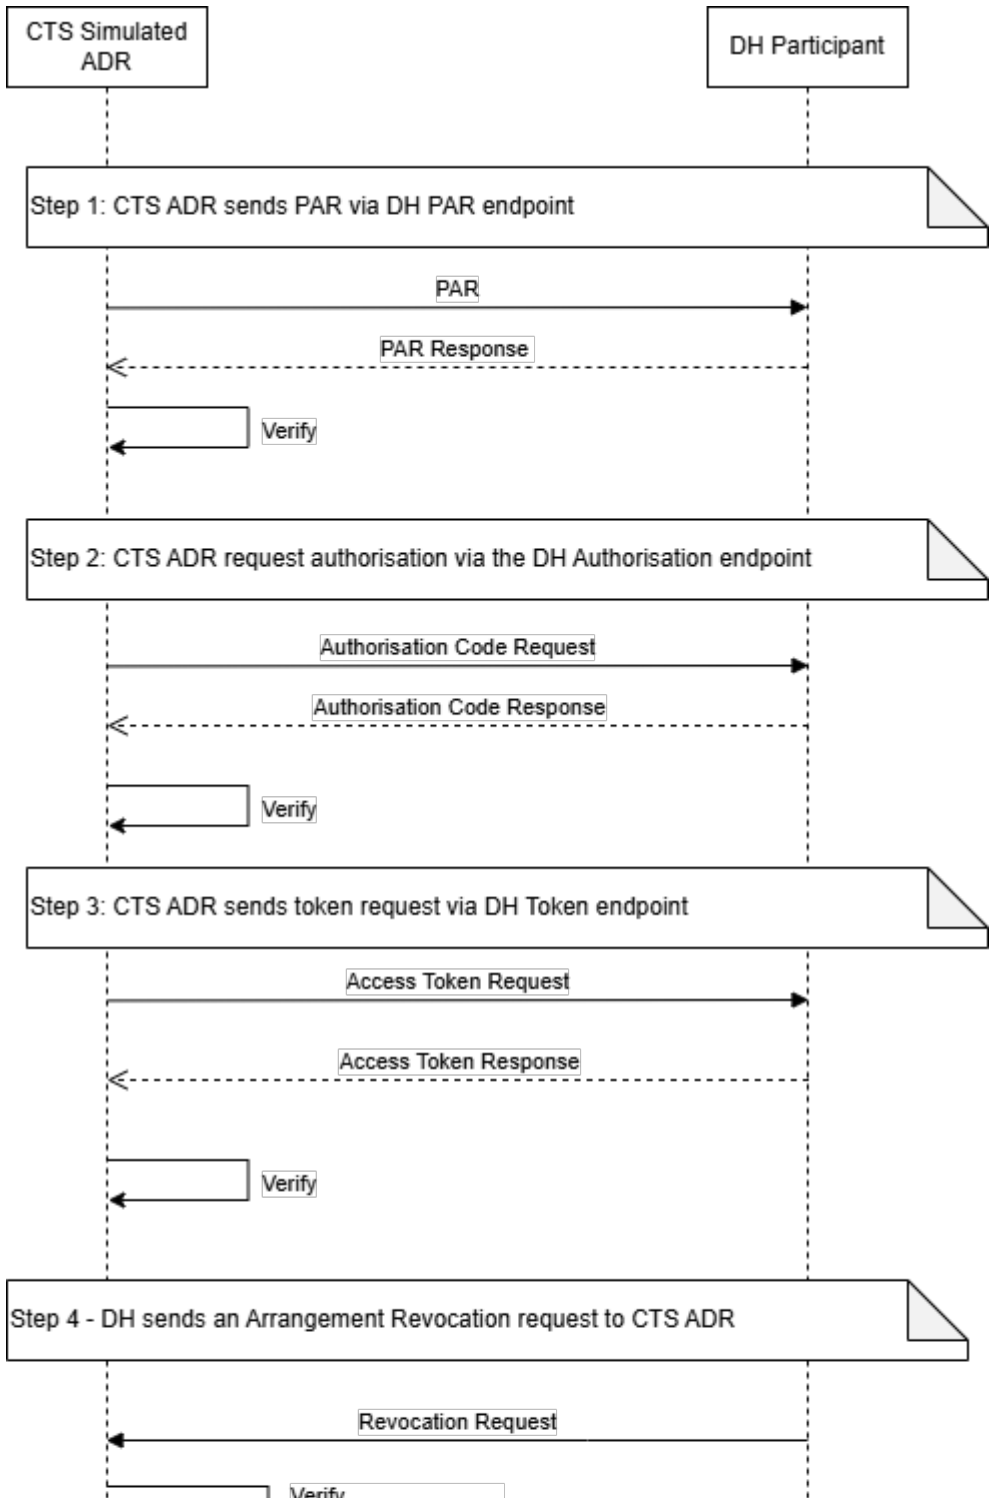 CTS Simulated
ADR
DH Participant
Step 1: CTS ADR sends PAR via DH PAR endpoint
PAR
PAR Response
Verify
Step 2: CTS ADR request authorisation via the DH Authorisation endpoint
Authorisation Code Request
Authorisation Code Response
Verify
Step 3: CTS ADR sends token request via DH Token endpoint
Access Token Request
Access Token Response
Verify
Step 4 - DH sends an Arrangement Revocation request to CTS ADR
Revocation Request
Verify